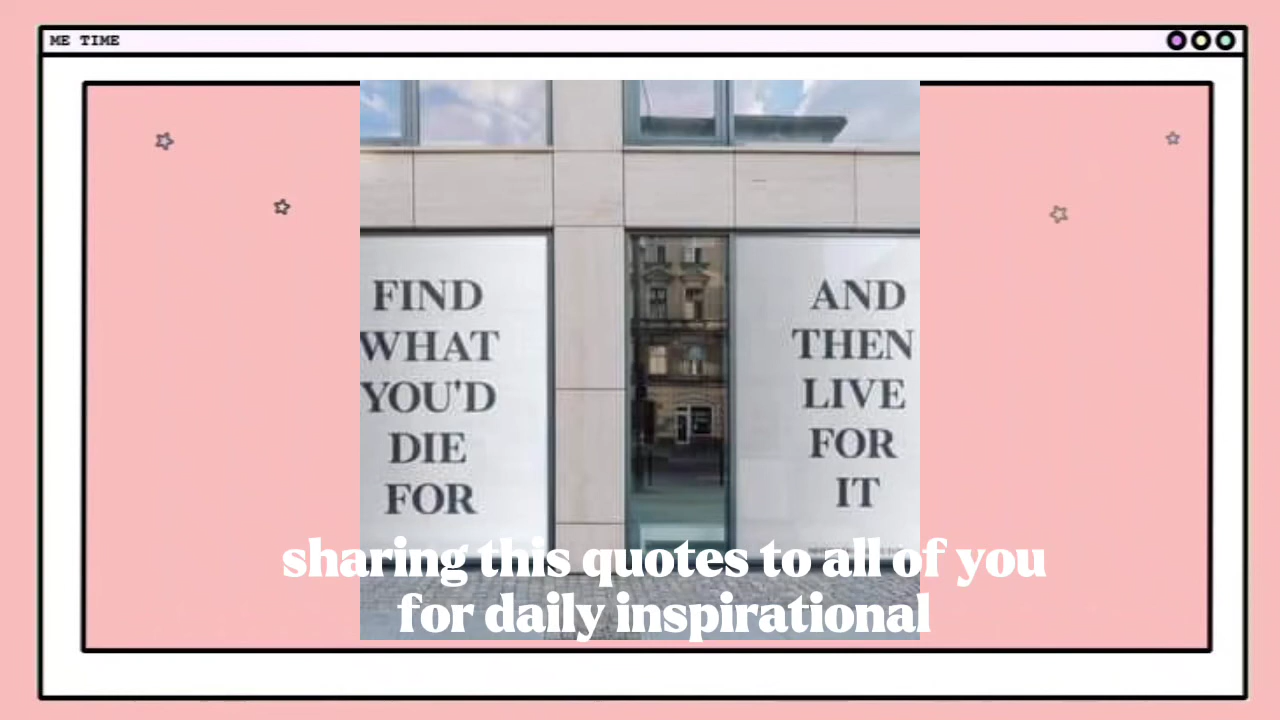 ME TIME
FIND
WHAT
YOU'D
DIE
FOR
AND
THEN
LIVE
FOR
IT
sharing this quotes to all of you
for daily inspirational